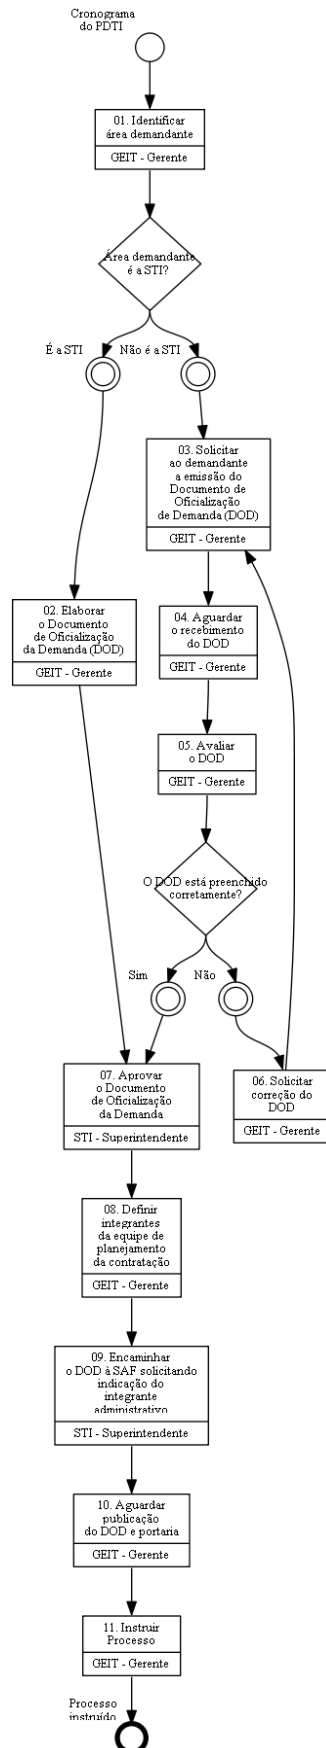 Cronograma
do PDTI
01. Identificar
área demandante
GEIT - Gerente
Área demandante
é a STI?
É a STI
Não é a STI
03. Solicitar
ao demandante
a emissão do
Documento de
Oficialização
de Demanda (DOD)
GEIT - Gerente
02. Elaborar
o Documento
de Oficialização
da Demanda (DOD)
GEIT - Gerente
04. Aguardar
o recebimento
do DOD
GEIT - Gerente
05. Avaliar
o DOD
GEIT - Gerente
O DOD está preenchido
corretamente?
Sim
Não
07. Aprovar
o Documento
de Oficialização
da Demanda
STI - Superintendente
06. Solicitar
correção do
DOD
GEIT - Gerente
08. Definir
integrantes
da equipe de
planejamento
da contratação
GEIT - Gerente
09. Encaminhar
o DOD à SAF solicitando
indicação do
integrante
administrativo
STI - Superintendente
10. Aguardar
publicação
do DOD e portaria
GEIT - Gerente
11. Instruir
Processo
GEIT - Gerente
Processo
instruído